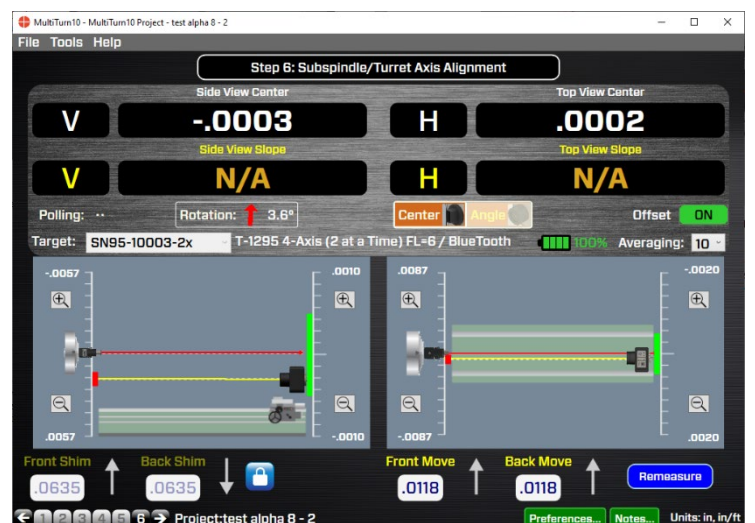 MultiTurn10 - MultiTurn10 Project - test alpha 8 - 2
File Tools Help
Step 6: Subspindle/Turret Axis Alignment
Side View Center Top View Center
V -.0003 H .0002
Side View Slope Top View Slope
V N/A H N/A
Polling: ·· Rotation: 3.6° Center Angle Offset ON
Target: SN95-10003-2x T-1295 4-Axis (2 at a Time) FL=6 / BlueTooth 100% Averaging: 10
-.0057 .0010 .0087 -.0020
.0057 -.0010 -.0087 .0020
Front Shim Back Shim Front Move Back Move
.0635 .0635 .0118 .0118 Remeasure
1 2 3 4 5 6 Project:test alpha 8 - 2 Preferences... Notes... Units: in, in/ft